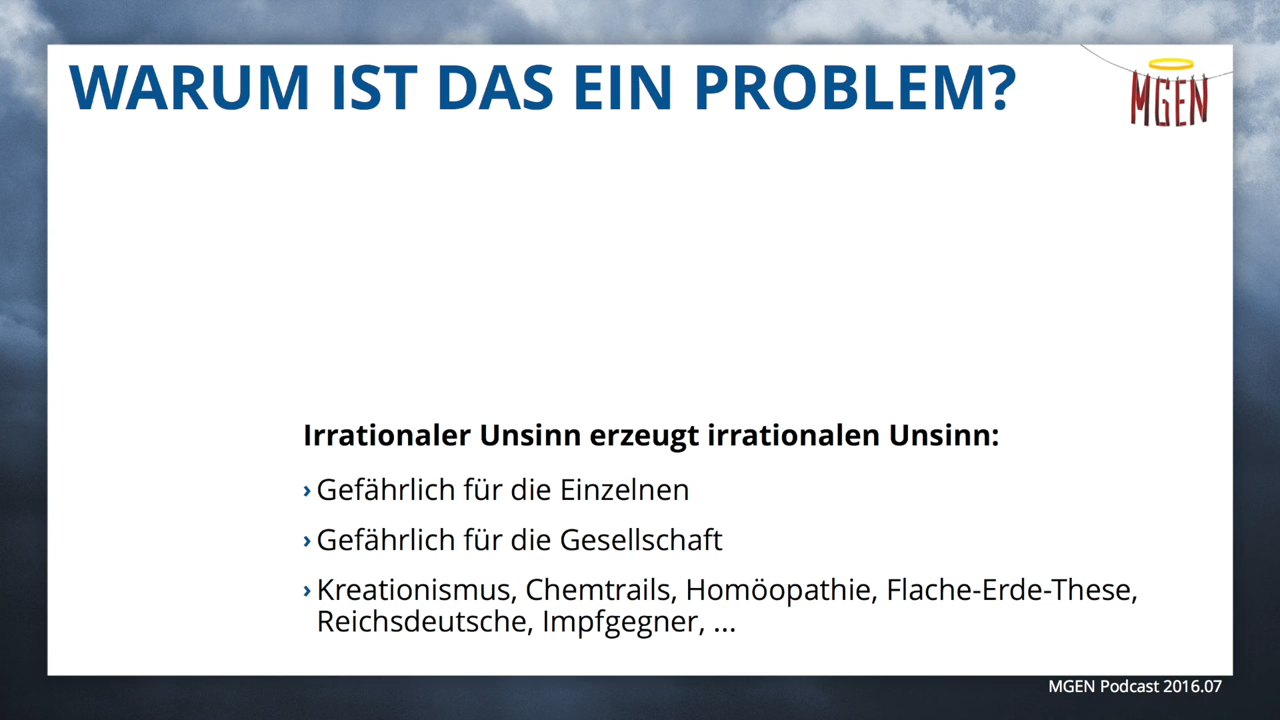 WARUM IST DAS EIN PROBLEM?
MGEN
Irrationaler Unsinn erzeugt irrationalen Unsinn:
› Gefährlich für die Einzelnen
› Gefährlich für die Gesellschaft
› Kreationismus, Chemtrails, Homöopathie, Flache-Erde-These,
Reichsdeutsche, Impfgegner, ...
MGEN Podcast 2016.07